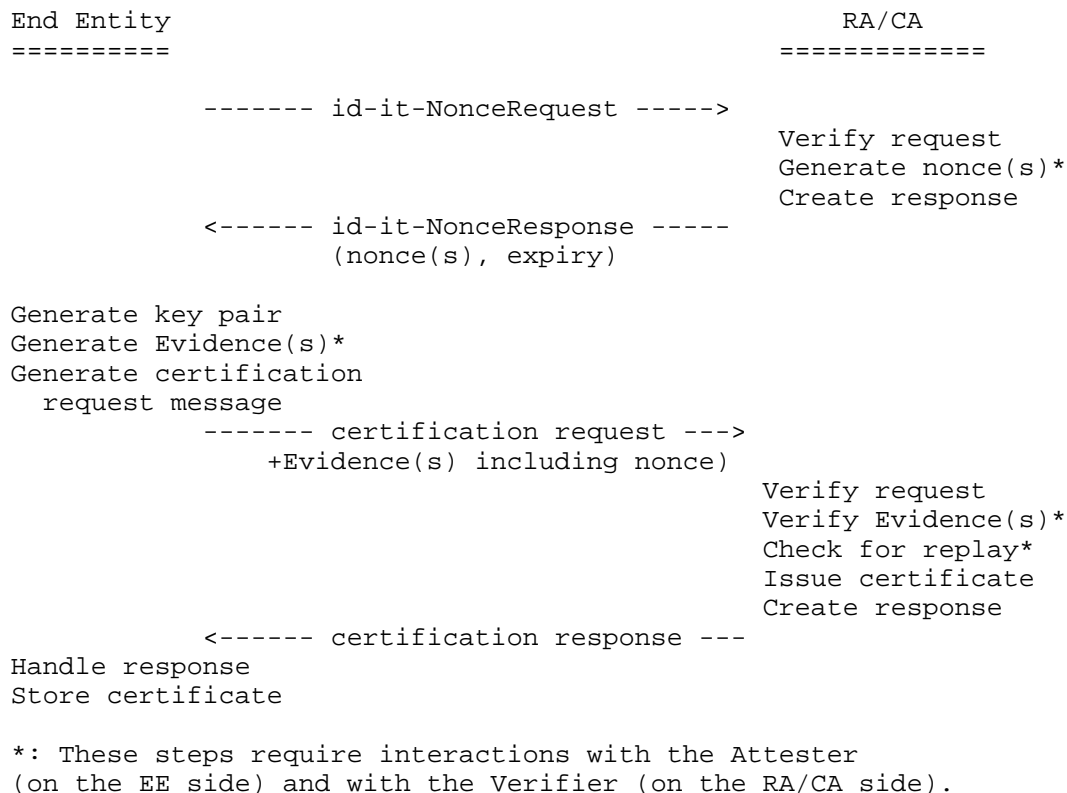 End Entity                                          RA/CA
==========                                      =============

            ------- id-it-NonceRequest ----->
                                                Verify request
                                                Generate nonce(s)*
                                                Create response
            <------ id-it-NonceResponse -----
                    (nonce(s), expiry)

Generate key pair
Generate Evidence(s)*
Generate certification
  request message
            ------- certification request --->
                +Evidence(s) including nonce)
                                               Verify request
                                               Verify Evidence(s)*
                                               Check for replay*
                                               Issue certificate
                                               Create response
            <------ certification response ---
Handle response
Store certificate

*: These steps require interactions with the Attester
(on the EE side) and with the Verifier (on the RA/CA side).